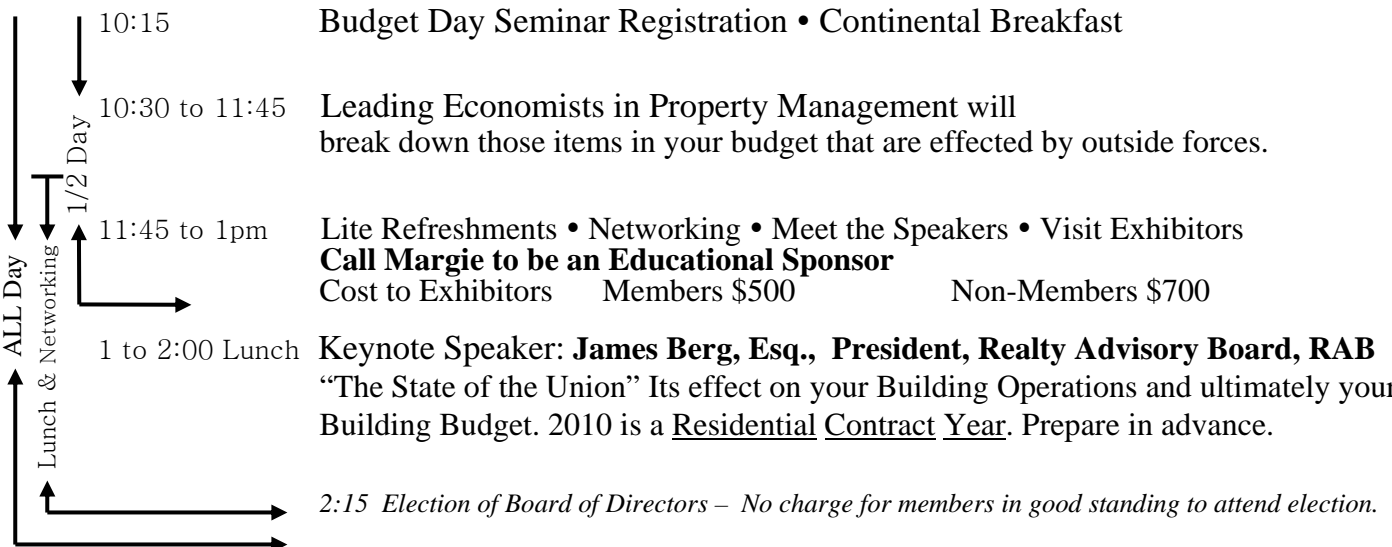 10:15 Budget Day Seminar Registration • Continental Breakfast
10:30 to 11:45 Leading Economists in Property Management will
break down those items in your budget that are effected by outside forces.
11:45 to 1pm Lite Refreshments • Networking • Meet the Speakers • Visit Exhibitors
Call Margie to be an Educational Sponsor
Cost to Exhibitors Members $500 Non-Members $700
1 to 2:00 Lunch Keynote Speaker: James Berg, Esq., President, Realty Advisory Board, RAB
“The State of the Union” Its effect on your Building Operations and ultimately your
Building Budget. 2010 is a Residential Contract Year. Prepare in advance.
2:15 Election of Board of Directors – No charge for members in good standing to attend election.
ALL Day
Lunch & Networking
1/2 Day